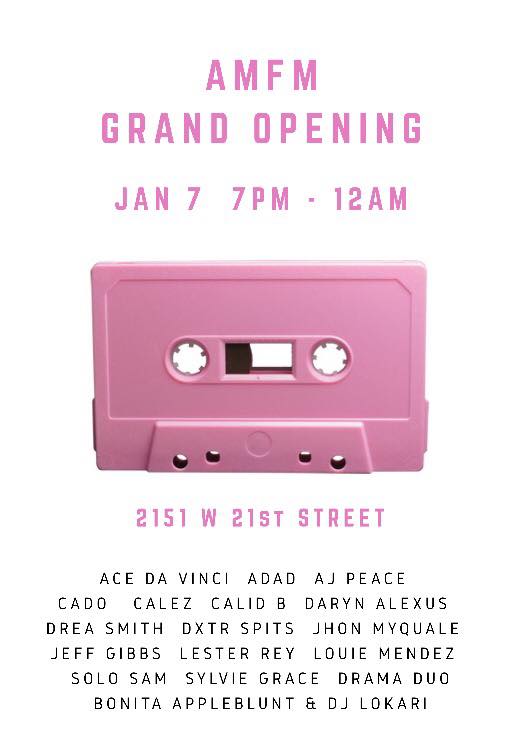 AMFM
GRAND OPENING
JAN 7 7PM - 12AM
2151 W 21ST STREET
ACE DA VINCI ADAD AJ PEACE
CADO CALEZ CALID B DARYN ALEXUS
DREA SMITH DXTR SPITS JHON MYQUALE
JEFF GIBBS LESTER REY LOUIE MENDEZ
SOLO SAM SYLVIE GRACE DRAMA DUO
BONITA APPLEBLUNT & DJ LOKARI